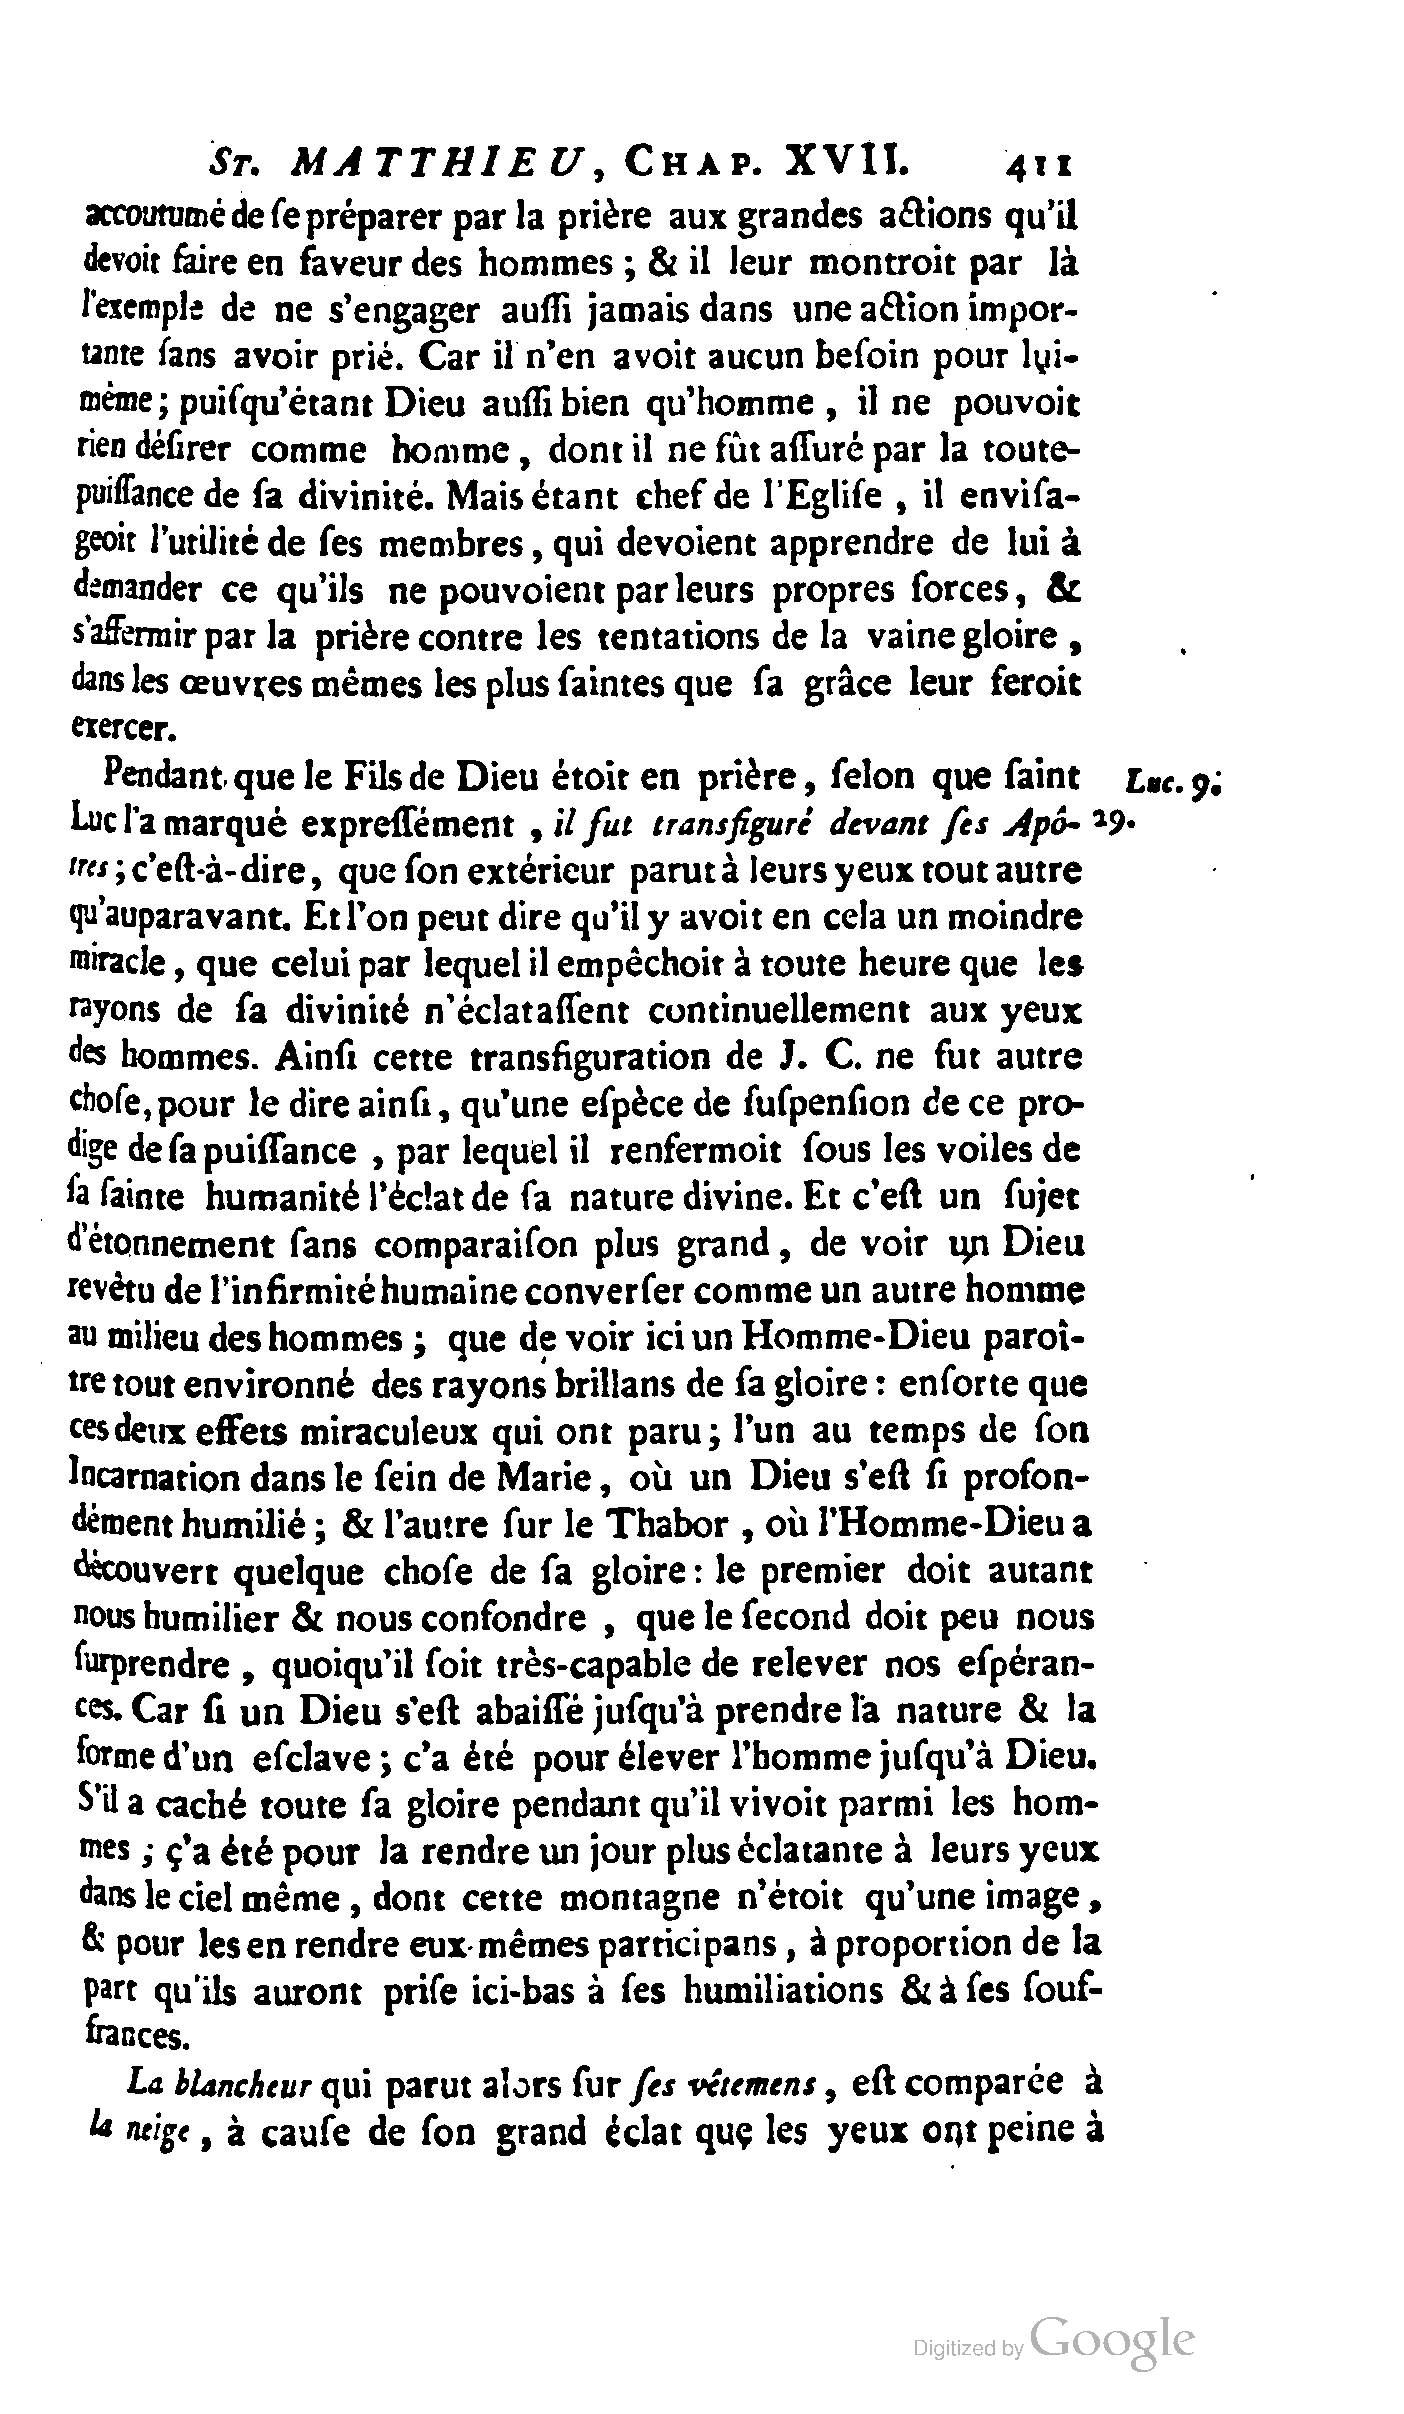 ST. MATTHIEU, CHAP. XVII. 411
accoutumé de ſe préparer par la prière aux grandes actions qu'il
devoit faire en faveur des hommes ; & il leur montroit par là
l'exemple de ne s'engager auſſi jamais dans une action impor-
tante ſans avoir prié. Car il n'en avoit aucun beſoin pour lui-
même ; puiſqu'étant Dieu auſſi bien qu'homme , il ne pouvoit
rien déſirer comme homme , dont il ne fût aſſuré par la toute-
puiſſance de ſa divinité. Mais étant chef de l'Egliſe , il enviſa-
geoit l'utilité de ſes membres , qui devoient apprendre de lui à
demander ce qu'ils ne pouvoient par leurs propres forces , &
s'affermir par la prière contre les tentations de la vaine gloire ,
dans les œuvres mêmes les plus ſaintes que ſa grâce leur feroit
exercer.
Pendant que le Fils de Dieu étoit en prière , ſelon que ſaint Luc. 9.
Luc l'a marqué expreſſément , il fut transfiguré devant ſes Apô- 29.
tres ; c'eſt-à-dire , que ſon extérieur parut à leurs yeux tout autre
qu'auparavant. Et l'on peut dire qu'il y avoit en cela un moindre
miracle , que celui par lequel il empêchoit à toute heure que les
rayons de ſa divinité n'éclataſſent continuellement aux yeux
des hommes. Ainſi cette transfiguration de J. C. ne fut autre
choſe, pour le dire ainſi , qu'une eſpèce de ſuſpenſion de ce pro-
dige de ſa puiſſance , par lequel il renfermoit ſous les voiles de
ſa ſainte humanité l'éclat de ſa nature divine. Et c'eſt un ſujet
d'étonnement ſans comparaiſon plus grand , de voir un Dieu
revêtu de l'infirmité humaine converſer comme un autre homme
au milieu des hommes ; que de voir ici un Homme-Dieu paroî-
tre tout environné des rayons brillans de ſa gloire : enſorte que
ces deux effets miraculeux qui ont paru ; l'un au temps de ſon
Incarnation dans le ſein de Marie , où un Dieu s'eſt ſi profon-
dément humilié ; & l'autre ſur le Thabor , où l'Homme-Dieu a
découvert quelque choſe de ſa gloire : le premier doit autant
nous humilier & nous confondre , que le ſecond doit peu nous
ſurprendre , quoiqu'il ſoit très-capable de relever nos eſpéran-
ces. Car ſi un Dieu s'eſt abaiſſé juſqu'à prendre la nature & la
forme d'un eſclave ; c'a été pour élever l'homme juſqu'à Dieu.
S'il a caché toute ſa gloire pendant qu'il vivoit parmi les hom-
mes ; ç'a été pour la rendre un jour plus éclatante à leurs yeux
dans le ciel même , dont cette montagne n'étoit qu'une image ,
& pour les en rendre eux-mêmes participans , à proportion de la
part qu'ils auront priſe ici-bas à ſes humiliations & à ſes ſouf-
frances.
La blancheur qui parut alors ſur ſes vêtemens , eſt comparée à
la neige , à cauſe de ſon grand éclat que les yeux ont peine à
Digitized by Google